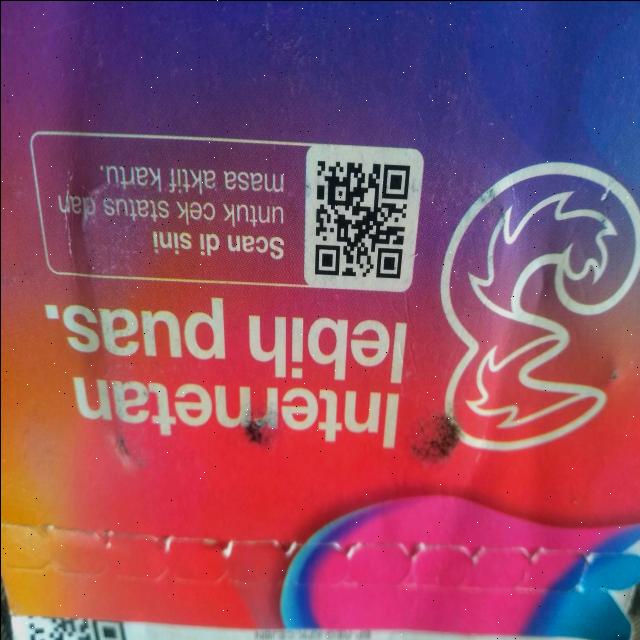 Internetan
lebih puas.
Scan di sini
untuk cek status dan
masa aktif kartu.